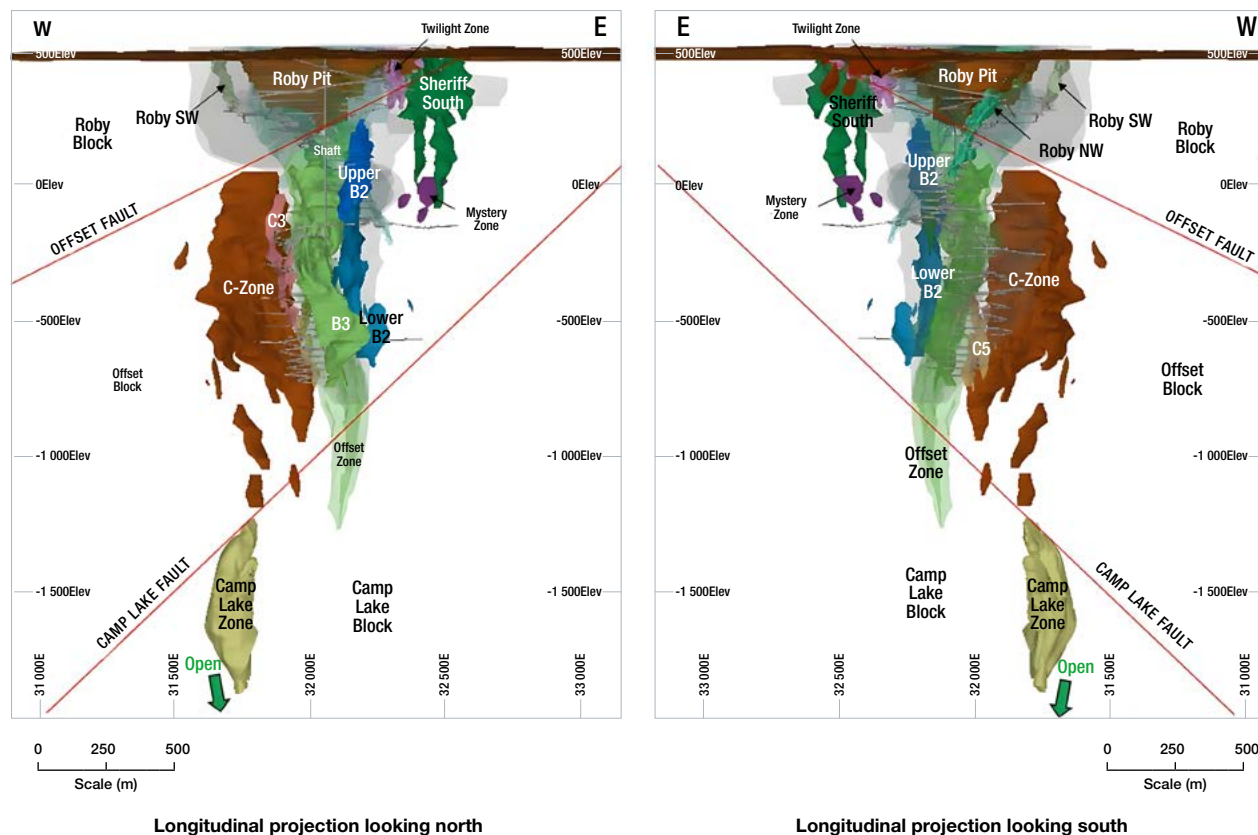 W
E
Twilight Zone
500Elev
500Elev
Roby Pit
Sheriff
South
Roby SW
Roby
Block
Shaft
Upper
B2
0Elev
0Elev
Mystery
Zone
C3
OFFSET FAULT
C-Zone
B3
Lower
B2
-500Elev
-500Elev
Offset
Block
Offset
Zone
-1 000Elev
-1 000Elev
CAMP LAKE FAULT
Camp
Lake
Zone
Camp
Lake
Block
-1 500Elev
-1 500Elev
Open
31 000E
31 500E
32 000E
32 500E
33 000E
0
250
500
Scale (m)
Longitudinal projection looking north
E
W
Twilight Zone
500Elev
500Elev
Roby Pit
Sheriff
South
Roby SW
Roby NW
Roby
Block
Upper
B2
0Elev
0Elev
Mystery
Zone
OFFSET FAULT
Lower
B2
C-Zone
C5
-500Elev
-500Elev
Offset
Block
Offset
Zone
-1 000Elev
-1 000Elev
Camp
Lake
Block
Camp
Lake
Zone
CAMP LAKE FAULT
-1 500Elev
-1 500Elev
Open
33 000E
32 500E
32 000E
31 500E
31 000E
0
250
500
Scale (m)
Longitudinal projection looking south